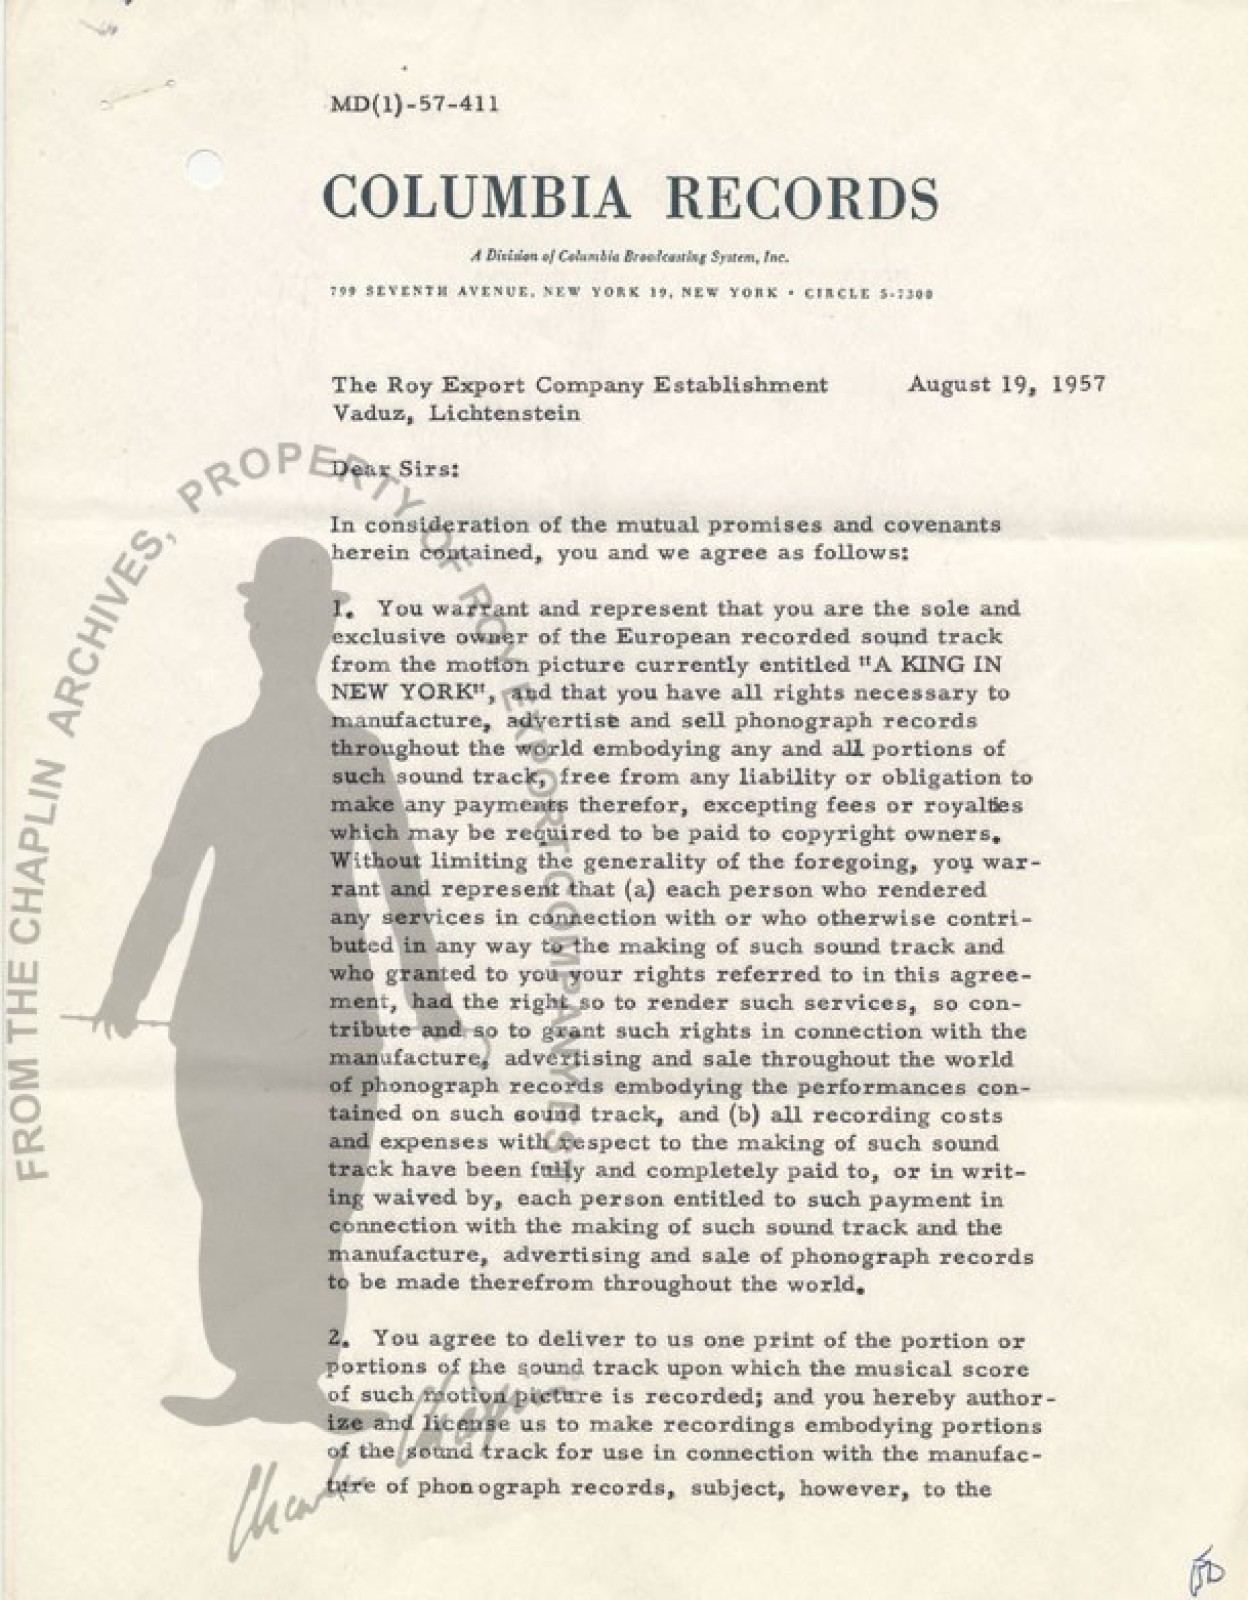 MD(1)-57-411
COLUMBIA RECORDS
A Division of Columbia Broadcasting System, Inc.
799 SEVENTH AVENUE, NEW YORK 19, NEW YORK • CIRCLE 5-7300
The Roy Export Company Establishment August 19, 1957
Vaduz, Lichtenstein
Dear Sirs:
In consideration of the mutual promises and covenants
herein contained, you and we agree as follows:
1. You warrant and represent that you are the sole and
exclusive owner of the European recorded sound track
from the motion picture currently entitled "A KING IN
NEW YORK", and that you have all rights necessary to
manufacture, advertise and sell phonograph records
throughout the world embodying any and all portions of
such sound track, free from any liability or obligation to
make any payments therefor, excepting fees or royalties
which may be required to be paid to copyright owners.
Without limiting the generality of the foregoing, you war-
rant and represent that (a) each person who rendered
any services in connection with or who otherwise contri-
buted in any way to the making of such sound track and
who granted to you your rights referred to in this agree-
ment, had the right so to render such services, so con-
tribute and so to grant such rights in connection with the
manufacture, advertising and sale throughout the world
of phonograph records embodying the performances con-
tained on such sound track, and (b) all recording costs
and expenses with respect to the making of such sound
track have been fully and completely paid to, or in writ-
ing waived by, each person entitled to such payment in
connection with the making of such sound track and the
manufacture, advertising and sale of phonograph records
to be made therefrom throughout the world.
2. You agree to deliver to us one print of the portion or
portions of the sound track upon which the musical score
of such motion picture is recorded; and you hereby author-
ize and license us to make recordings embodying portions
of the sound track for use in connection with the manufac-
ture of phonograph records, subject, however, to the
FROM THE CHAPLIN ARCHIVES, PROPERTY OF ROY EXPORT COMPANY EST
Charlie Chaplin